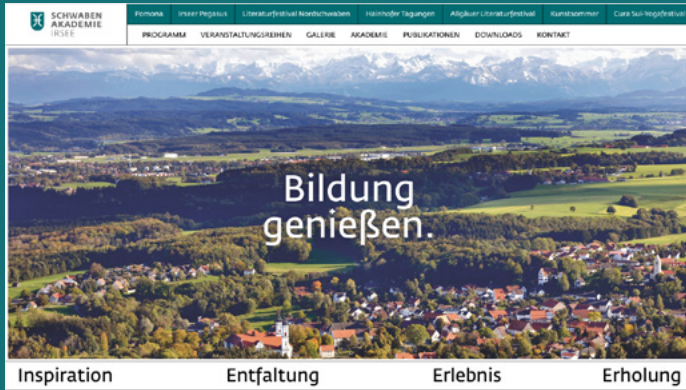 SCHWABEN
AKADEMIE
IRSEE
Pomona Irseer Pegasus Literaturfestival Nordschwaben Hainhofer Tagungen Allgäuer Literaturfestival Kunstsommer Cura Sui-Yogafestival
PROGRAMM VERANSTALTUNGSREIHEN GALERIE AKADEMIE PUBLIKATIONEN DOWNLOADS KONTAKT
Bildung
genießen.
Inspiration Entfaltung Erlebnis Erholung